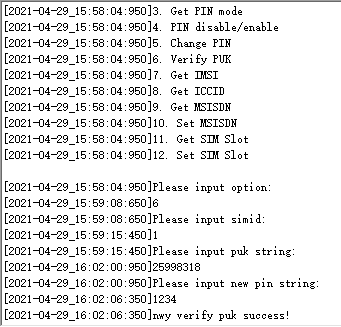 [2021-04-29_15:58:04:950]3. Get PIN mode
[2021-04-29_15:58:04:950]4. PIN disable/enable
[2021-04-29_15:58:04:950]5. Change PIN
[2021-04-29_15:58:04:950]6. Verify PUK
[2021-04-29_15:58:04:950]7. Get IMSI
[2021-04-29_15:58:04:950]8. Get ICCID
[2021-04-29_15:58:04:950]9. Get MSISDN
[2021-04-29_15:58:04:950]10. Set MSISDN
[2021-04-29_15:58:04:950]11. Get SIM Slot
[2021-04-29_15:58:04:950]12. Set SIM Slot
[2021-04-29_15:58:04:950]Please input option:
[2021-04-29_15:59:08:650]6
[2021-04-29_15:59:08:650]Please input simid:
[2021-04-29_15:59:15:450]1
[2021-04-29_15:59:15:450]Please input puk string:
[2021-04-29_16:02:00:950]25998318
[2021-04-29_16:02:00:950]Please input new pin string:
[2021-04-29_16:02:06:350]1234
[2021-04-29_16:02:06:350]nwy verify puk success!